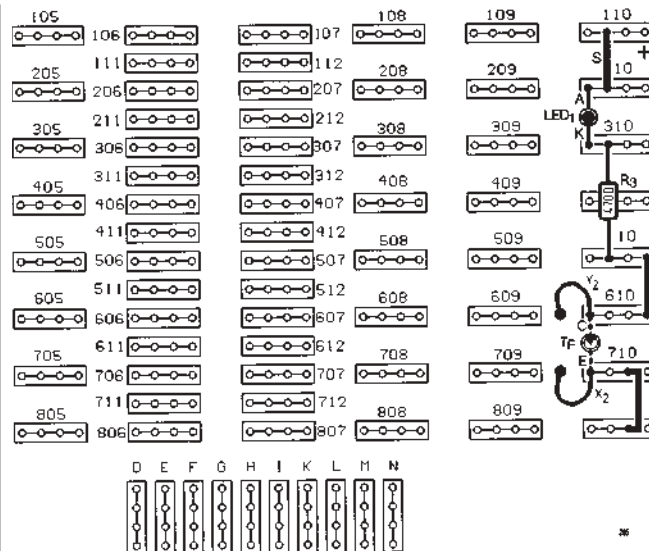 105 106 107 108 109 110
111 112 +
S
205 206 207 208 209 10
A
211 212 LED1
K
305 306 307 308 309 310
311 312 R3
405 406 407 408 409 470Ω
411 412
505 506 507 508 509 10
511 512 Y2
605 606 607 608 609 610
C
611 612 TF
E
705 706 707 708 709 710
711 712 X2
805 806 807 808 809
D E F G H I K L M N